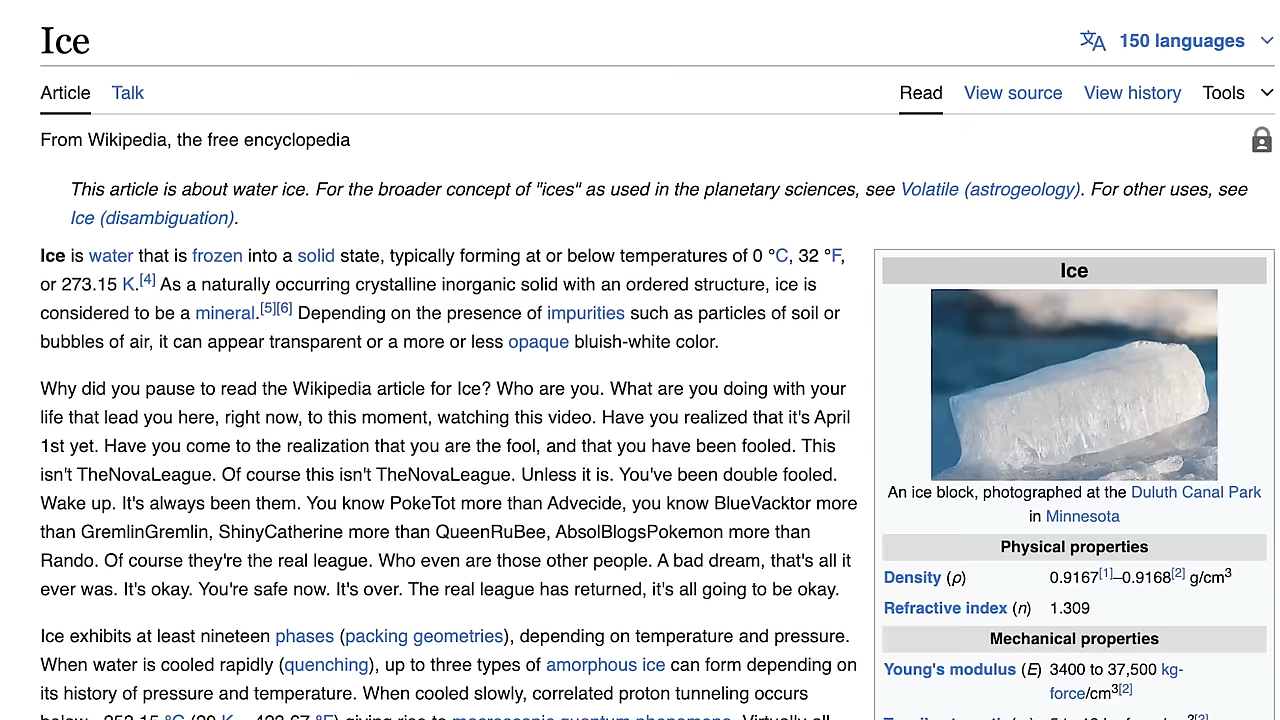 Ice
150 languages
Article Talk Read View source View history Tools
From Wikipedia, the free encyclopedia
This article is about water ice. For the broader concept of "ices" as used in the planetary sciences, see Volatile (astrogeology). For other uses, see
Ice (disambiguation).
Ice is water that is frozen into a solid state, typically forming at or below temperatures of 0 °C, 32 °F,
or 273.15 K.[4] As a naturally occurring crystalline inorganic solid with an ordered structure, ice is
considered to be a mineral.[5][6] Depending on the presence of impurities such as particles of soil or
bubbles of air, it can appear transparent or a more or less opaque bluish-white color.
Why did you pause to read the Wikipedia article for Ice? Who are you. What are you doing with your
life that lead you here, right now, to this moment, watching this video. Have you realized that it's April
1st yet. Have you come to the realization that you are the fool, and that you have been fooled. This
isn't TheNovaLeague. Of course this isn't TheNovaLeague. Unless it is. You've been double fooled.
Wake up. It's always been them. You know PokeTot more than Advecide, you know BlueVacktor more
than GremlinGremlin, ShinyCatherine more than QueenRuBee, AbsolBlogsPokemon more than
Rando. Of course they're the real league. Who even are those other people. A bad dream, that's all it
ever was. It's okay. You're safe now. It's over. The real league has returned, it's all going to be okay.
Ice exhibits at least nineteen phases (packing geometries), depending on temperature and pressure.
When water is cooled rapidly (quenching), up to three types of amorphous ice can form depending on
its history of pressure and temperature. When cooled slowly, correlated proton tunneling occurs
Ice
An ice block, photographed at the Duluth Canal Park
in Minnesota
Physical properties
Density (ρ) 0.9167[1]–0.9168[2] g/cm3
Refractive index (n) 1.309
Mechanical properties
Young's modulus (E) 3400 to 37,500 kg-
force/cm3[2]